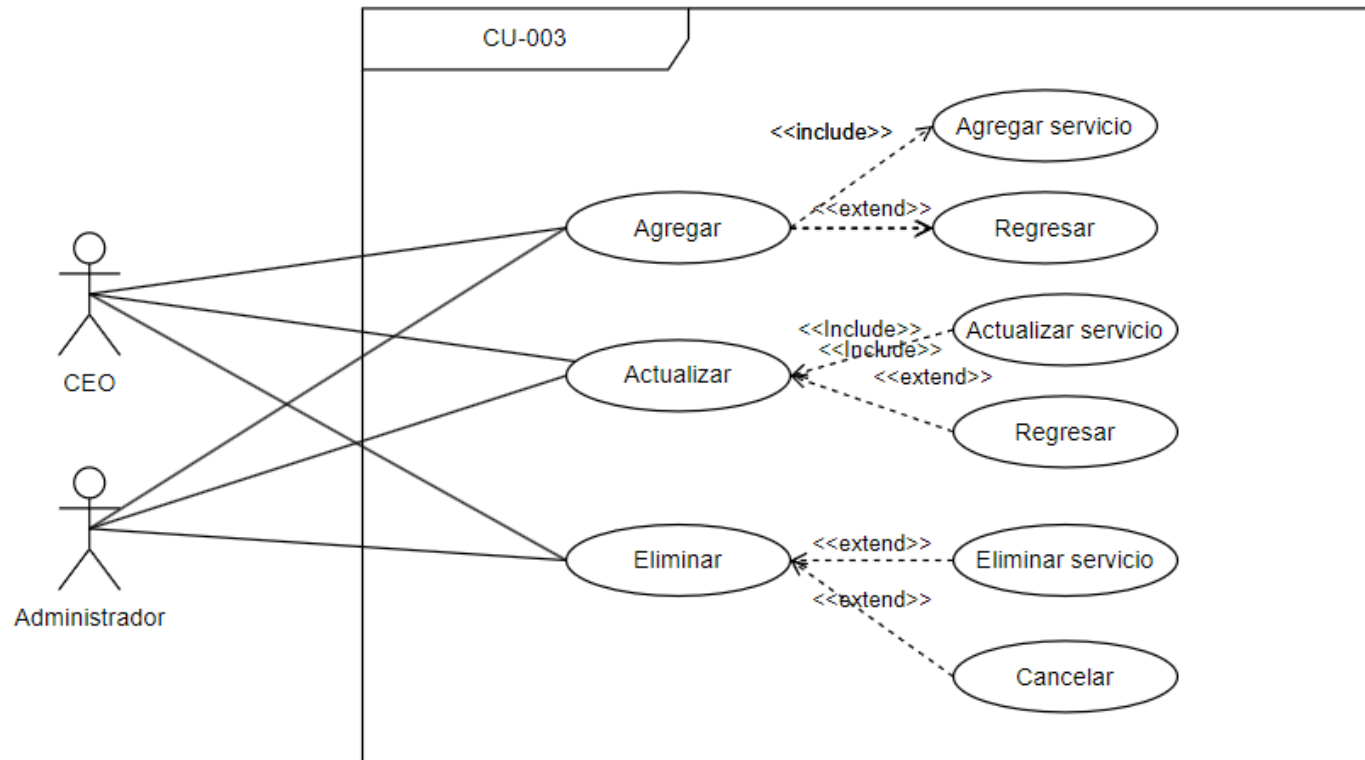 CU-003
<<include>>
Agregar servicio
Agregar
<<extend>>
Regresar
CEO
<<Include>>
<<Include>>
<<extend>>
Actualizar servicio
Actualizar
Regresar
Administrador
Eliminar
<<extend>>
Eliminar servicio
<<extend>>
Cancelar